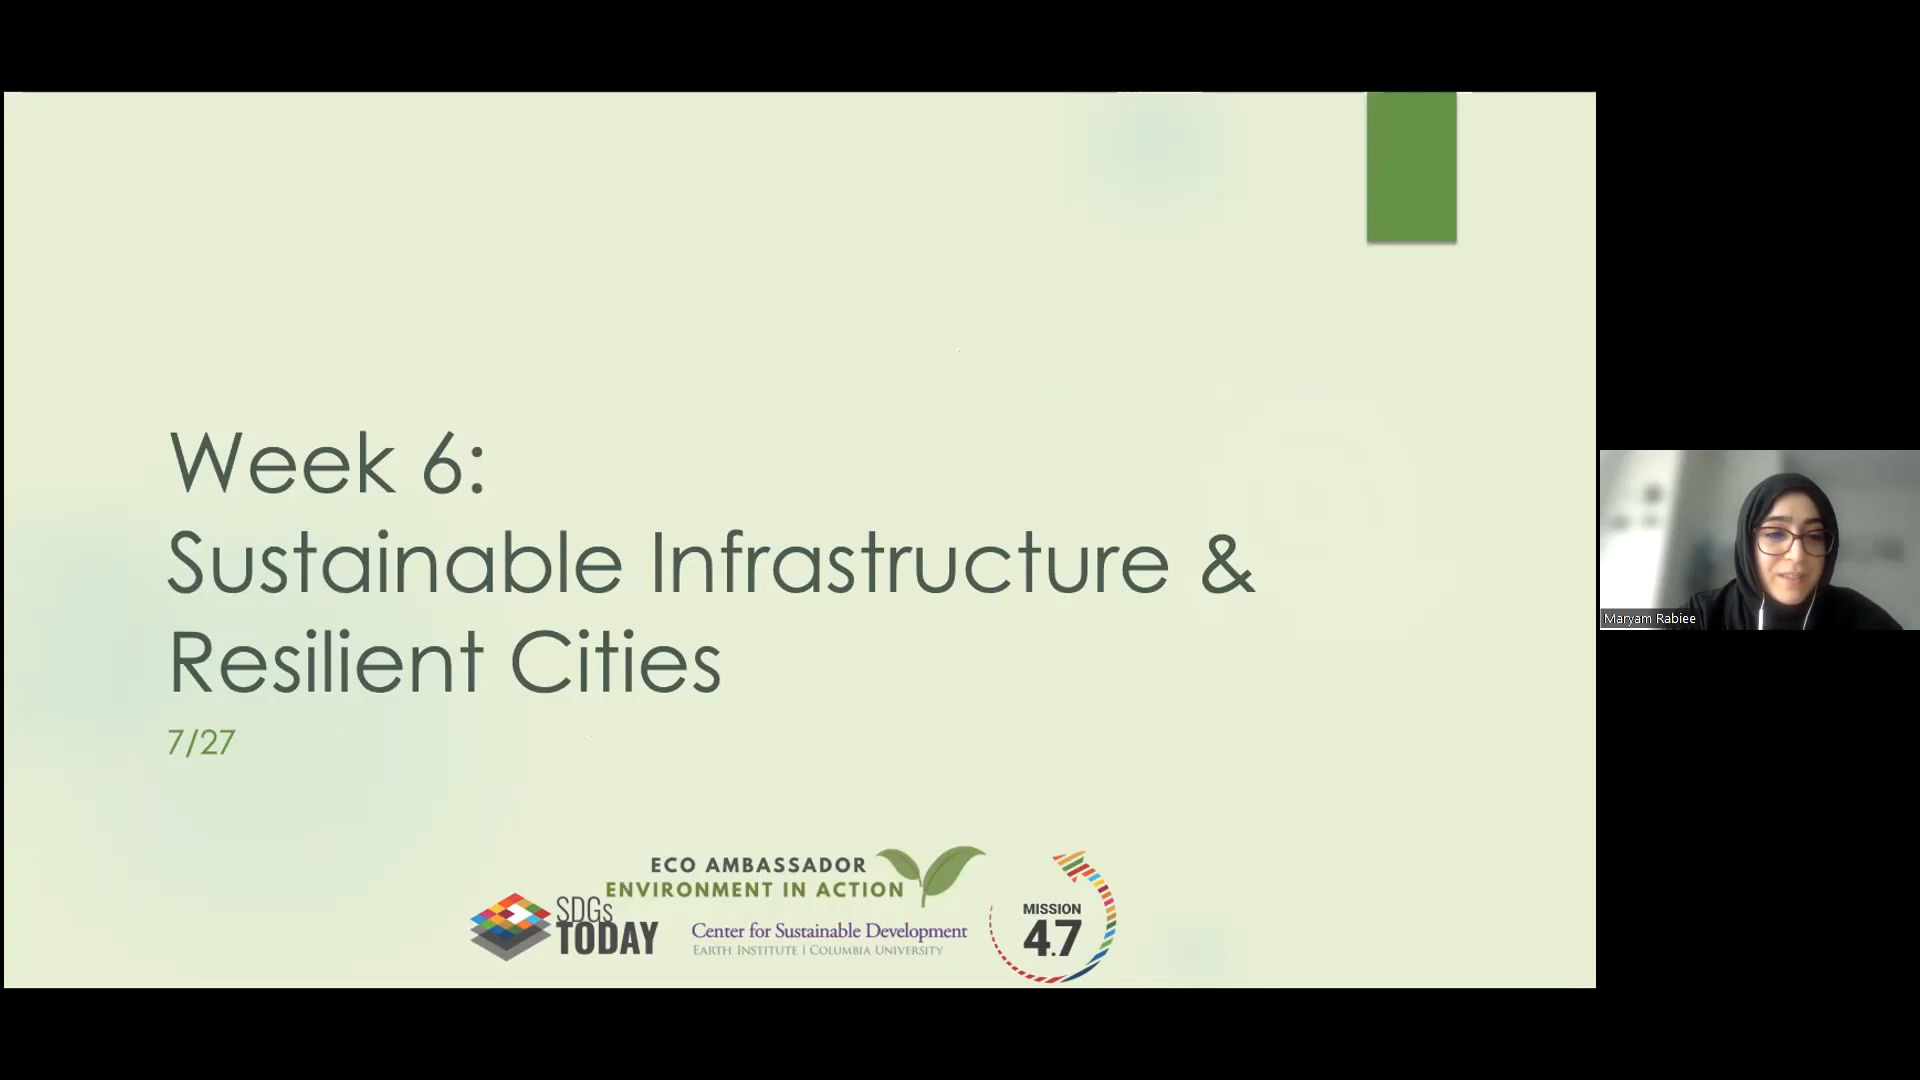 Week 6:
Sustainable Infrastructure &
Resilient Cities
7/27
ECO AMBASSADOR
ENVIRONMENT IN ACTION
SDGs
TODAY
Center for Sustainable Development
EARTH INSTITUTE | COLUMBIA UNIVERSITY
MISSION
4.7
Maryam Rabiee